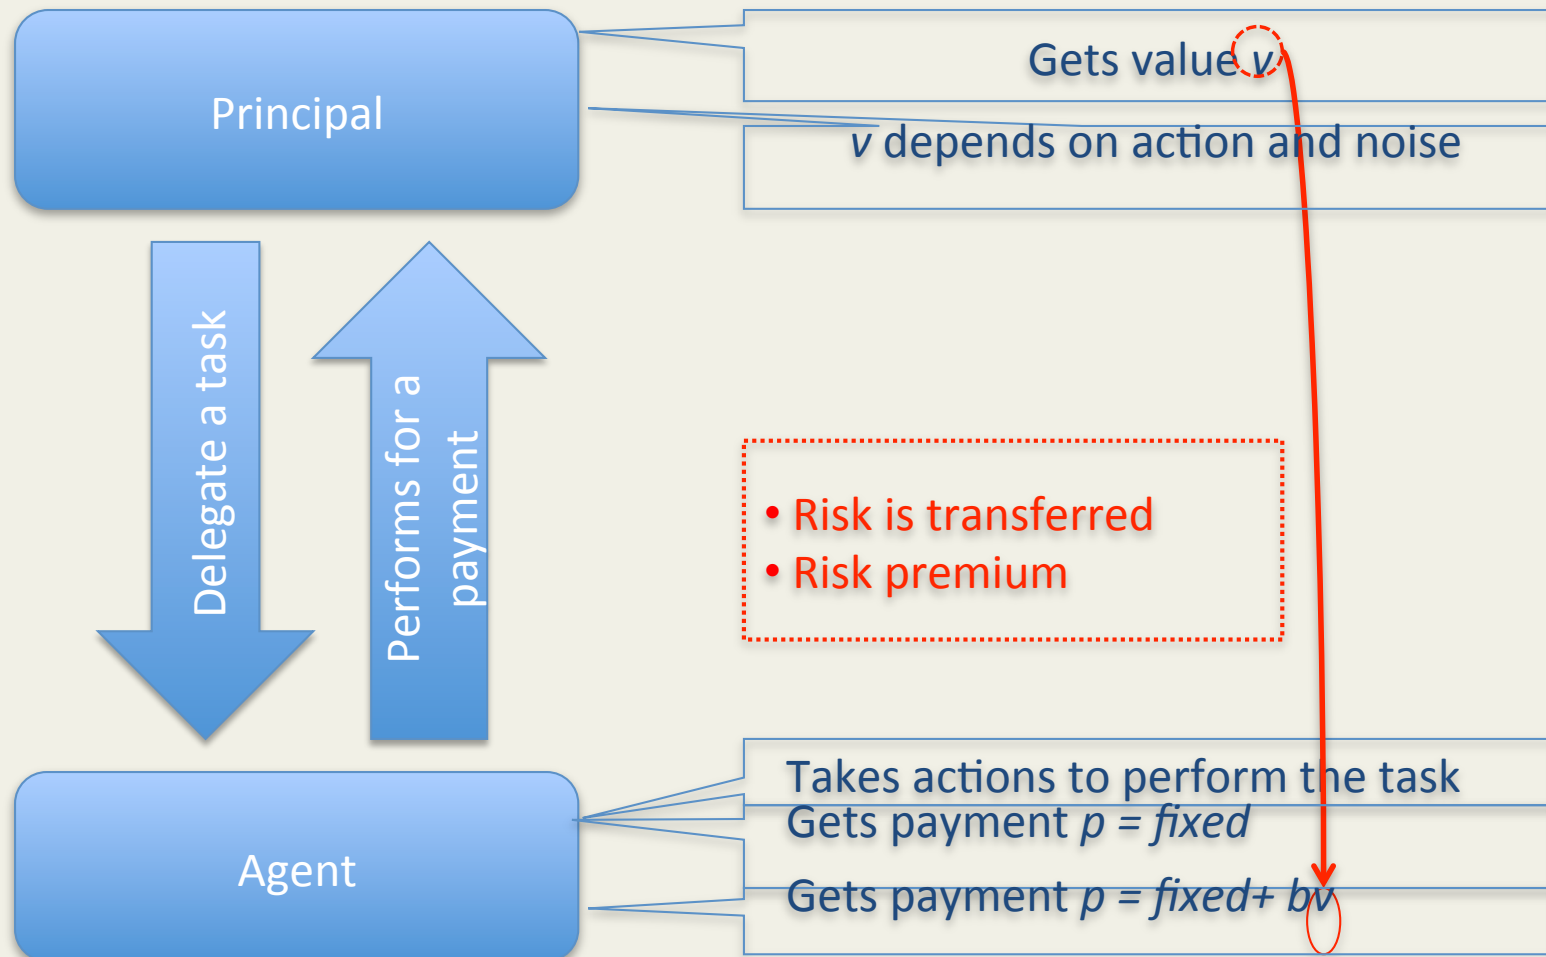 Principal
Gets value v
v depends on action and noise
Delegate a task
Performs for a
payment
• Risk is transferred
• Risk premium
Agent
Takes actions to perform the task
Gets payment p = fixed
Gets payment p = fixed+ bv